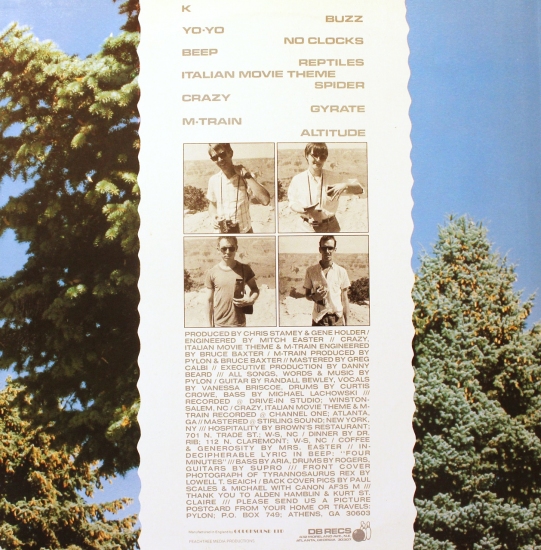 K
BUZZ
YO-YO
NO CLOCKS
BEEP
REPTILES
ITALIAN MOVIE THEME
SPIDER
CRAZY
GYRATE
M-TRAIN
ALTITUDE
PRODUCED BY CHRIS STAMEY & GENE HOLDER /
ENGINEERED BY MITCH EASTER // CRAZY,
ITALIAN MOVIE THEME & M-TRAIN ENGINEERED
BY BRUCE BAXTER / M-TRAIN PRODUCED BY
PYLON & BRUCE BAXTER // MASTERED BY GREG
CALBI // EXECUTIVE PRODUCTION BY DANNY
BEARD /// ALL SONGS, WORDS & MUSIC BY
PYLON / GUITAR BY RANDALL BEWLEY, VOCALS
BY VANESSA BRISCOE, DRUMS BY CURTIS
CROWE, BASS BY MICHAEL LACHOWSKI ///
RECORDED @ DRIVE-IN STUDIO; WINSTON-
SALEM, NC / CRAZY, ITALIAN MOVIE THEME & M-
TRAIN RECORDED @ CHANNEL ONE; ATLANTA,
GA // MASTERED @ STIRLING SOUND; NEW YORK,
NY /// HOSPITALITY BY BROWN'S RESTAURANT;
701 N. TRADE ST.; W-S, NC / DINNER BY DR.
RIB; 112 N. CLAREMONT; W-S, NC / COFFEE
& GENEROSITY BY MRS. EASTER // IN-
DECIPHERABLE LYRIC IN BEEP: "FOUR
MINUTES" /// BASS BY ARIA, DRUMS BY ROGERS,
GUITARS BY SUPRO /// FRONT COVER
PHOTOGRAPH OF TYRANNOSAURUS REX BY
LOWELL T. SEAICH / BACK COVER PICS BY PAUL
SCALES & MICHAEL WITH CANON AF35 M ///
THANK YOU TO ALDEN HAMBLIN & KURT ST.
CLAIRE /// PLEASE SEND US A PICTURE
POSTCARD FROM YOUR HOME OR TRAVELS:
PYLON; P.O. BOX 749; ATHENS, GA 30603
DB RECS